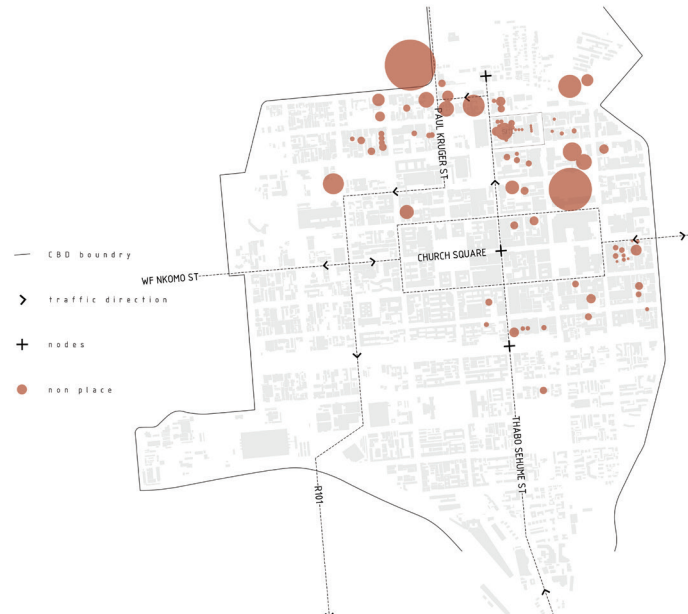 PAUL KRUGER ST
CBD boundry
CHURCH SQUARE
WF NKOMO ST
traffic direction
nodes
non place
THABO SEHUME ST
R101